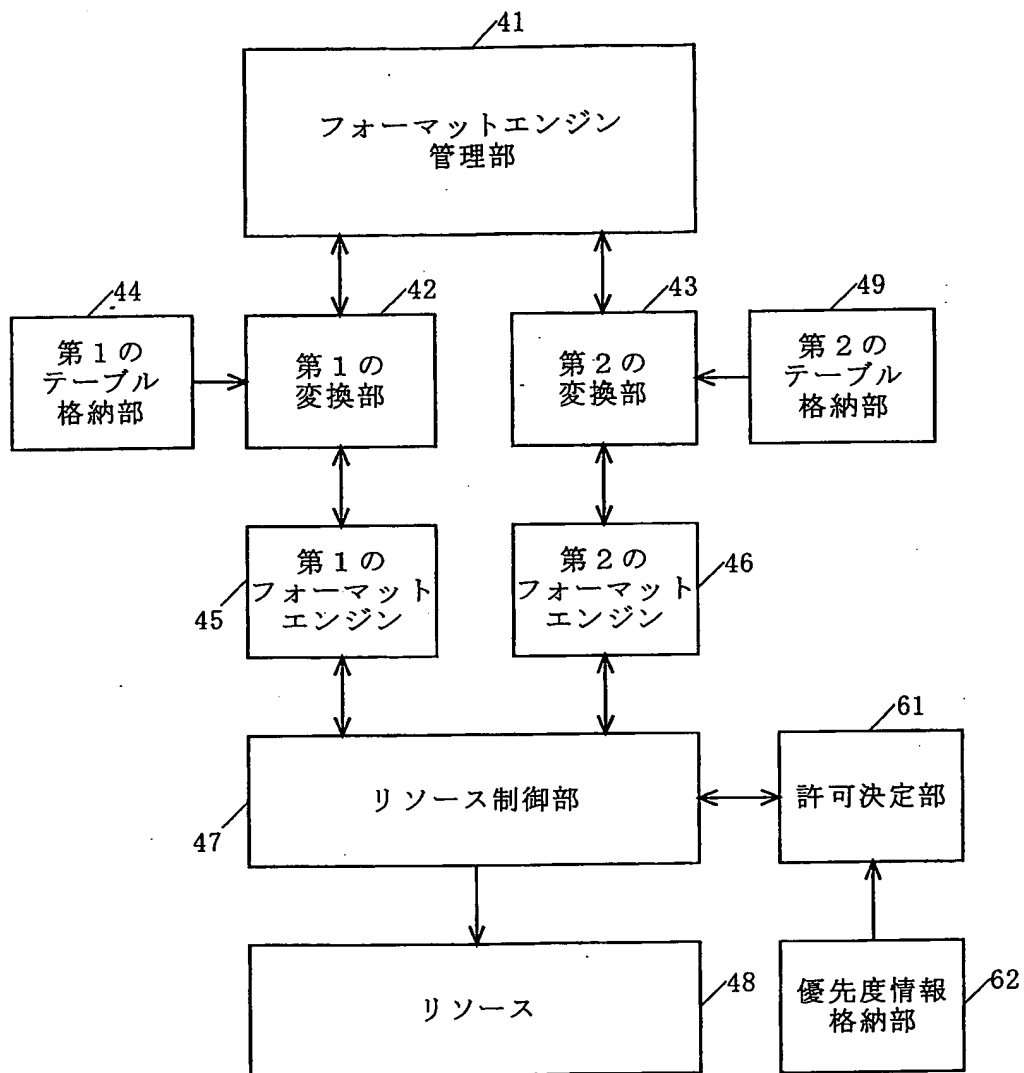 41
フォーマットエンジン
管理部
44
42
43
49
第1の
テーブル
格納部
第1の
変換部
第2の
変換部
第2の
テーブル
格納部
第1の
フォーマット
エンジン
45
第2の
フォーマット
エンジン
46
61
リソース制御部
47
許可決定部
リソース
48
優先度情報
格納部
62